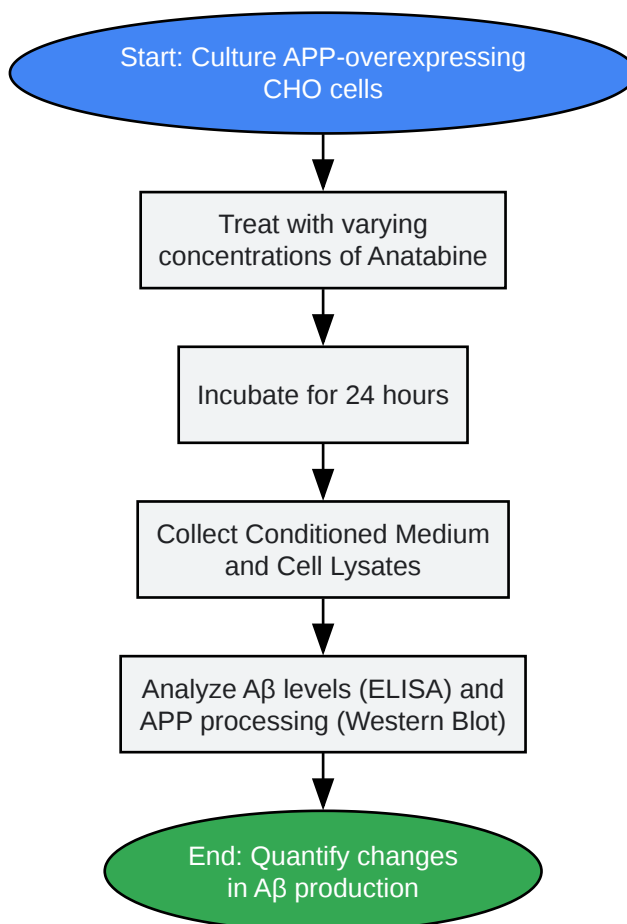 Start: Culture APP-overexpressing
CHO cells
Treat with varying
concentrations of Anatabine
Incubate for 24 hours
Collect Conditioned Medium
and Cell Lysates
Analyze Aβ levels (ELISA) and
APP processing (Western Blot)
End: Quantify changes
in Aβ production